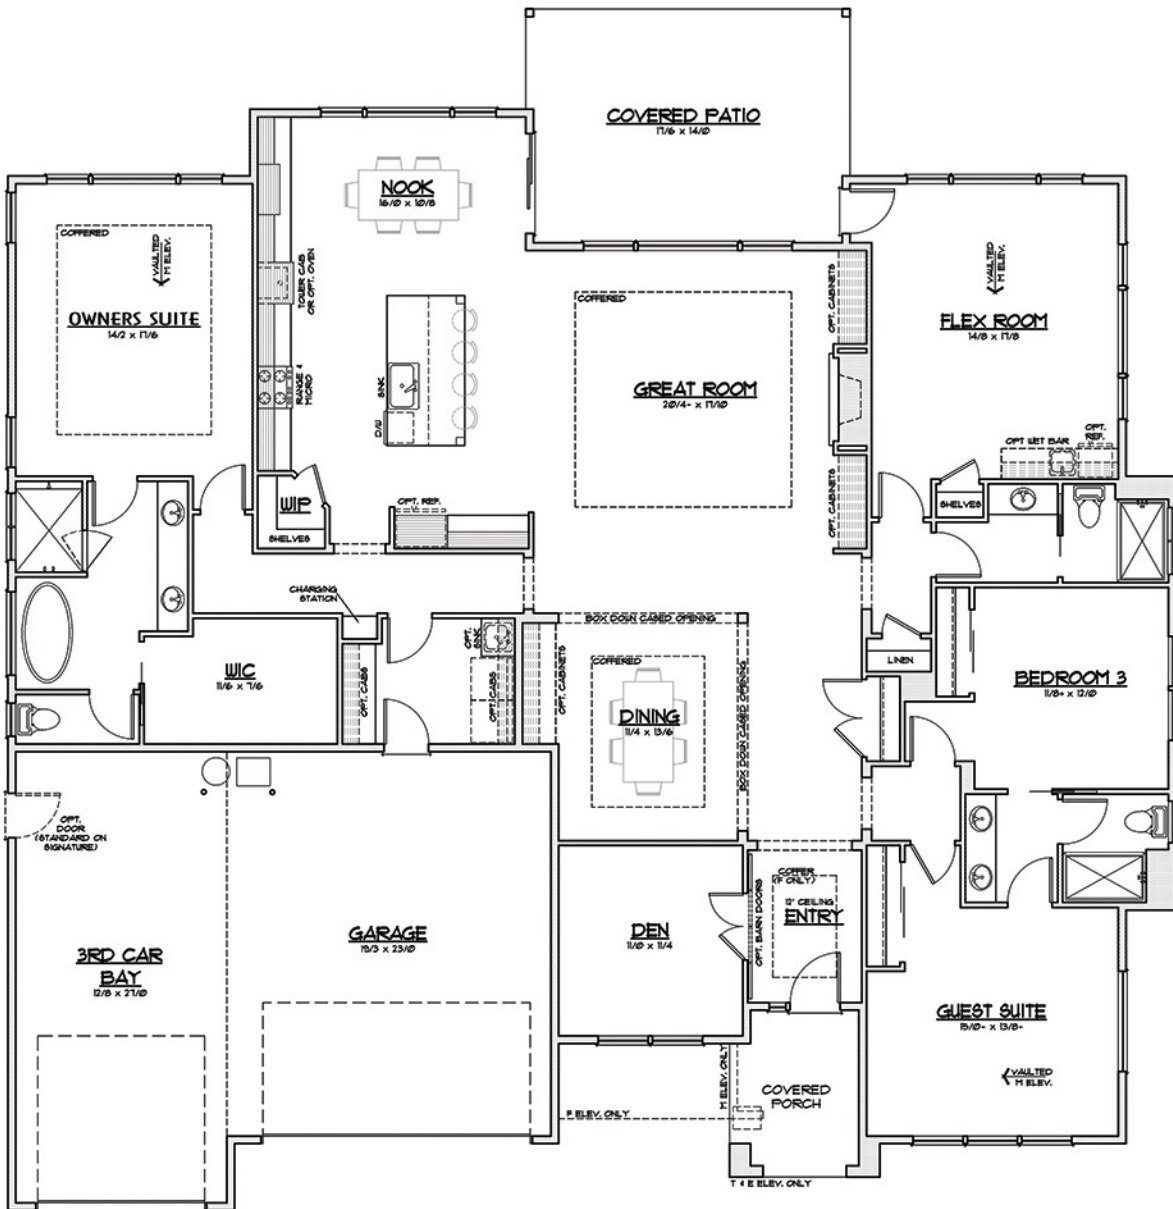 COVERED PATIO
17/6 x 14/0
NOOK
16/0 x 10/8
COFFERED
VAULTED
M ELEV.
OWNERS SUITE
14/2 x 17/6
TOWER CAB
OR OPT. OVEN
RANGE &
MICRO
SINK
D/W
COFFERED
GREAT ROOM
20/4- x 17/10
OPT. CABINETS
OPT. CABINETS
VAULTED
M ELEV.
FLEX ROOM
14/8 x 17/8
OPT WET BAR
OPT.
REF.
WIP
SHELVES
OPT. REF.
SHELVES
CHARGING
STATION
WIC
11/6 x 7/6
OPT. CABS
OPT.
SINK
OPT. CABS
OPT. CABINETS
BOX DOWN CASED OPENING
COFFERED
DINING
11/4 x 13/6
BOX DOWN CASED OPENING
LINEN
BEDROOM 3
11/8+ x 12/0
OPT.
DOOR
(STANDARD ON
SIGNATURE)
3RD CAR
BAY
12/8 x 27/0
GARAGE
19/3 x 23/0
DEN
11/0 x 11/4
OPT. BARN DOORS
COFFER
(F ONLY)
12' CEILING
ENTRY
GUEST SUITE
15/0- x 13/8-
VAULTED
M ELEV.
COVERED
PORCH
M ELEV. ONLY
F ELEV. ONLY
T & E ELEV. ONLY